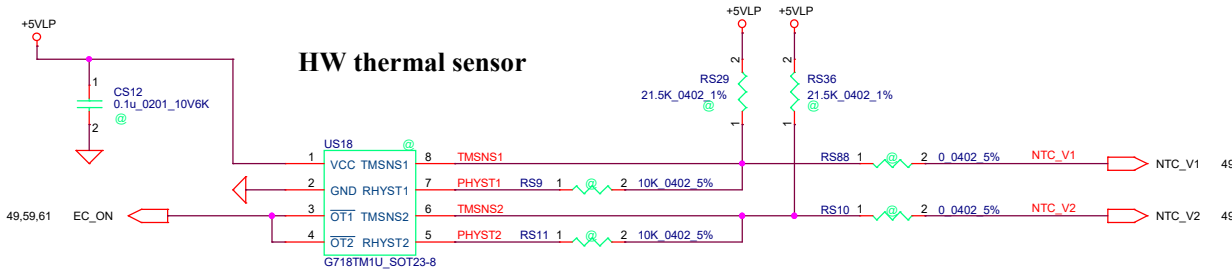 +5VLP
+5VLP
+5VLP
HW thermal sensor
1
CS12
0.1u_0201_10V6K
@
2
2
RS29
21.5K_0402_1%
@
1
2
RS36
21.5K_0402_1%
@
1
US18
@
1 VCC TMSNS1 8 TMSNS1 RS88 1 @ 2 0_0402_5% NTC_V1 NTC_V1 49
2 GND RHYST1 7 PHYST1 RS9 1 @ 2 10K_0402_5%
49,59,61 EC_ON 3 OT1 TMSNS2 6 TMSNS2 RS10 1 @ 2 0_0402_5% NTC_V2 NTC_V2 49
4 OT2 RHYST2 5 PHYST2 RS11 1 @ 2 10K_0402_5%
G718TM1U_SOT23-8